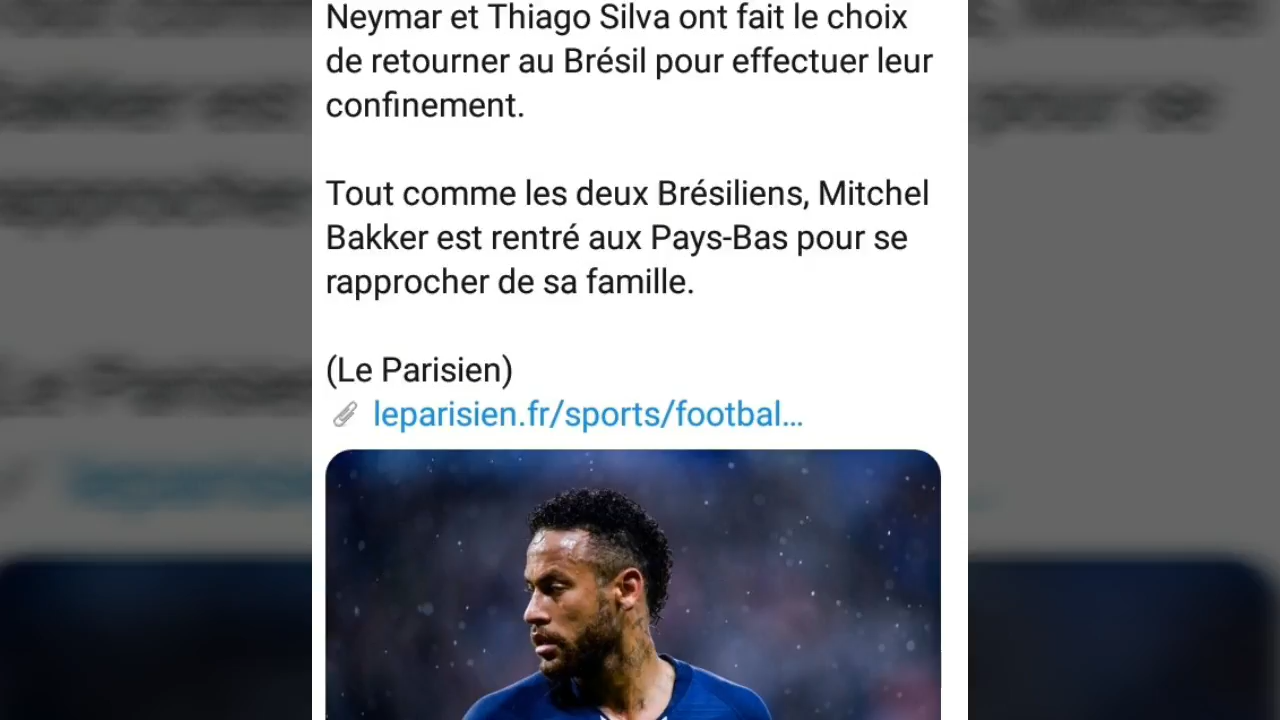 Neymar et Thiago Silva ont fait le choix
de retourner au Brésil pour effectuer leur
confinement.
Tout comme les deux Brésiliens, Mitchel
Bakker est rentré aux Pays-Bas pour se
rapprocher de sa famille.
(Le Parisien)
leparisien.fr/sports/footbal...